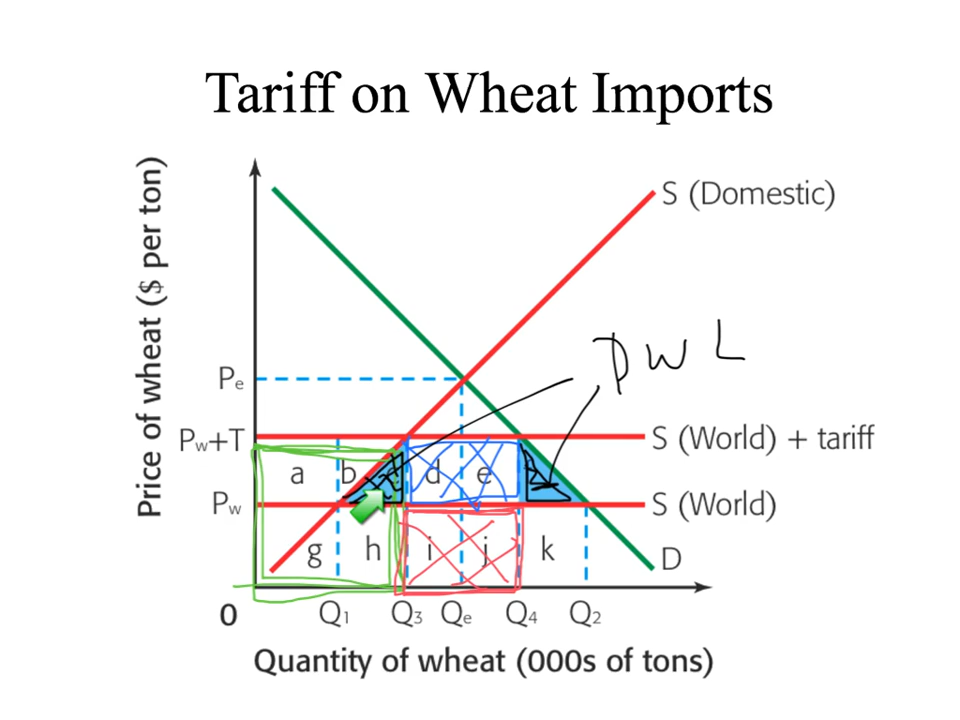 Tariff on Wheat Imports
Price of wheat ($ per ton)
S (Domestic)
DWL
Pe
Pw+T
S (World) + tariff
a b d e
Pw
S (World)
g h i j k
D
0 Q1 Q3 Qe Q4 Q2
Quantity of wheat (000s of tons)